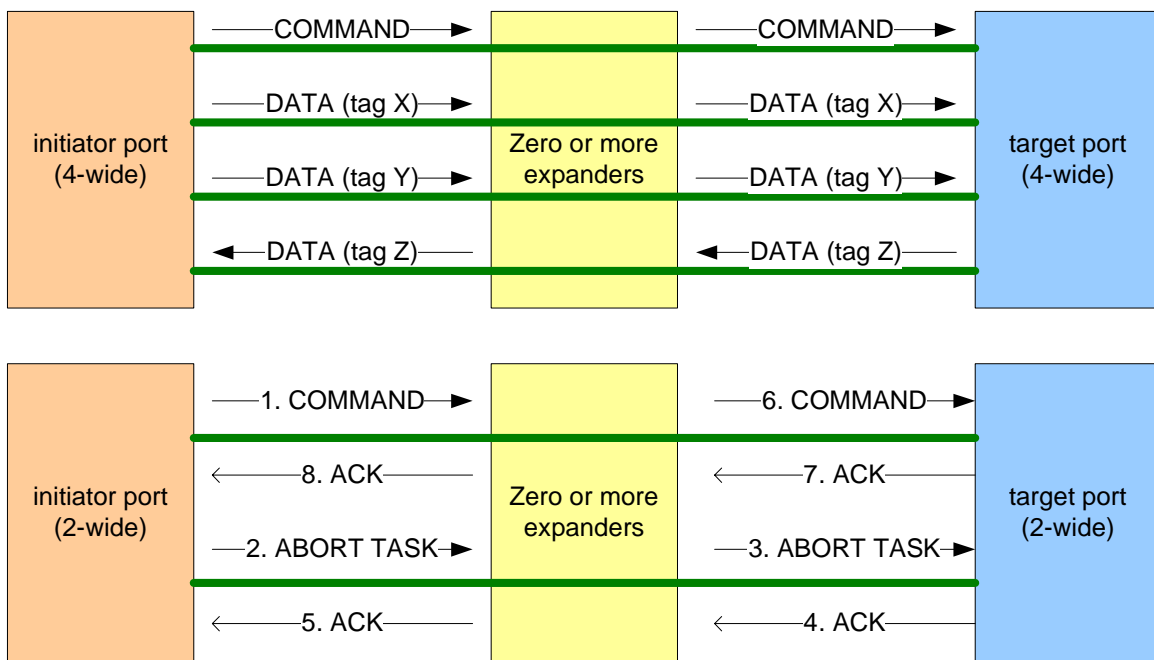 COMMAND
COMMAND
DATA (tag X)
DATA (tag X)
initiator port
(4-wide)
Zero or more
expanders
target port
(4-wide)
DATA (tag Y)
DATA (tag Y)
DATA (tag Z)
DATA (tag Z)
1. COMMAND
6. COMMAND
initiator port
(2-wide)
8. ACK
Zero or more
expanders
7. ACK
target port
(2-wide)
2. ABORT TASK
3. ABORT TASK
5. ACK
4. ACK